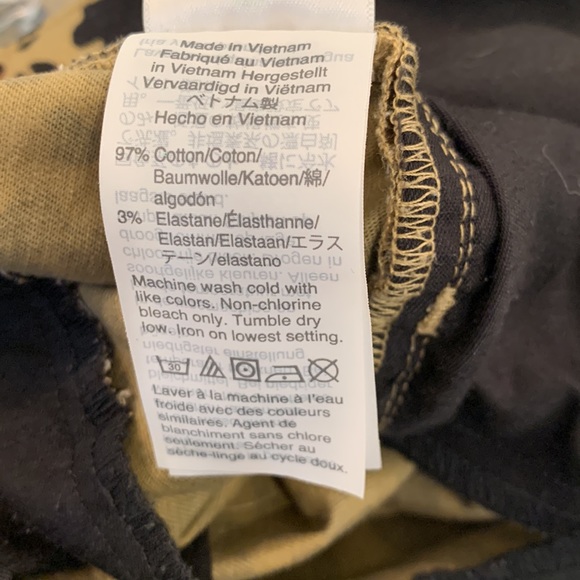 Made in Vietnam
Fabriqué au Vietnam
in Vietnam Hergestellt
Vervaardigd in Viëtnam
ベトナム製
Hecho en Vietnam
97% Cotton/Coton/
Baumwolle/Katoen/綿/
algodón
3% Elastane/Élaisthanne/
Elastan/Elastaan/エラス
テーン/elastano
Machine wash cold with
like colors. Non-chlorine
bleach only. Tumble dry
low. Iron on lowest setting.
30
Laver à la machine à l'eau
froide avec des couleurs
similaires. Agent de
blanchiment sans chlore
seulement. Sécher au
sèche-linge au cycle doux.